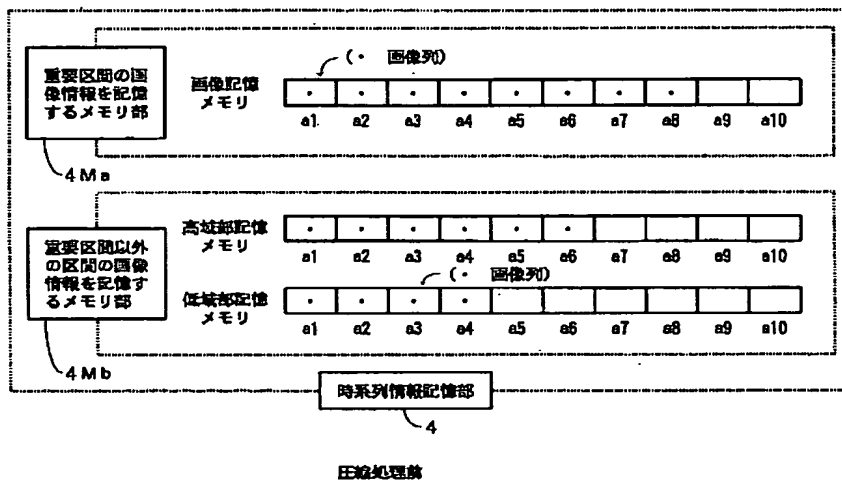 (・ 画像列)
重要区間の画
像情報を記憶
するメモリ部
画像記憶
メモリ
・ ・ ・ ・ ・ ・ ・ ・
a1 a2 a3 a4 a5 a6 a7 a8 a9 a10
4Ma
重要区間以外
の区間の画像
情報を記憶す
るメモリ部
高域部記憶
メモリ
・ ・ ・ ・ ・ ・
a1 a2 a3 a4 a5 a6 a7 a8 a9 a10
(・ 画像列)
低域部記憶
メモリ
・ ・ ・ ・
a1 a2 a3 a4 a5 a6 a7 a8 a9 a10
4Mb
時系列情報記憶部
4
圧縮処理前